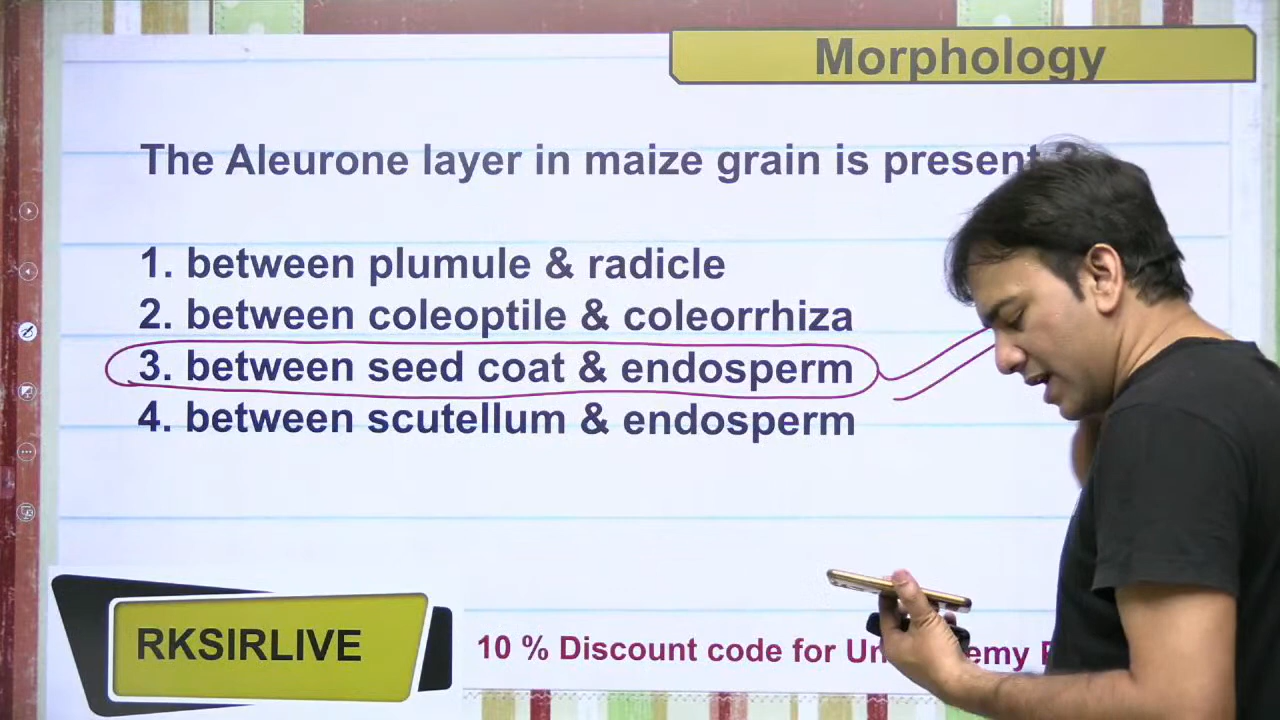 Morphology
The Aleurone layer in maize grain is present ?
1. between plumule & radicle
2. between coleoptile & coleorrhiza
3. between seed coat & endosperm
4. between scutellum & endosperm
RKSIRLIVE
10 % Discount code for